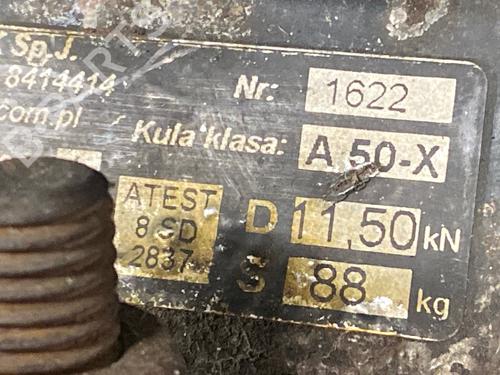 Sp.J.
8414414
Nr: 1622
com.pl
Kula klasa: A 50-X
ATEST
8 SD
2837
D 11,50 kN
S 88 kg